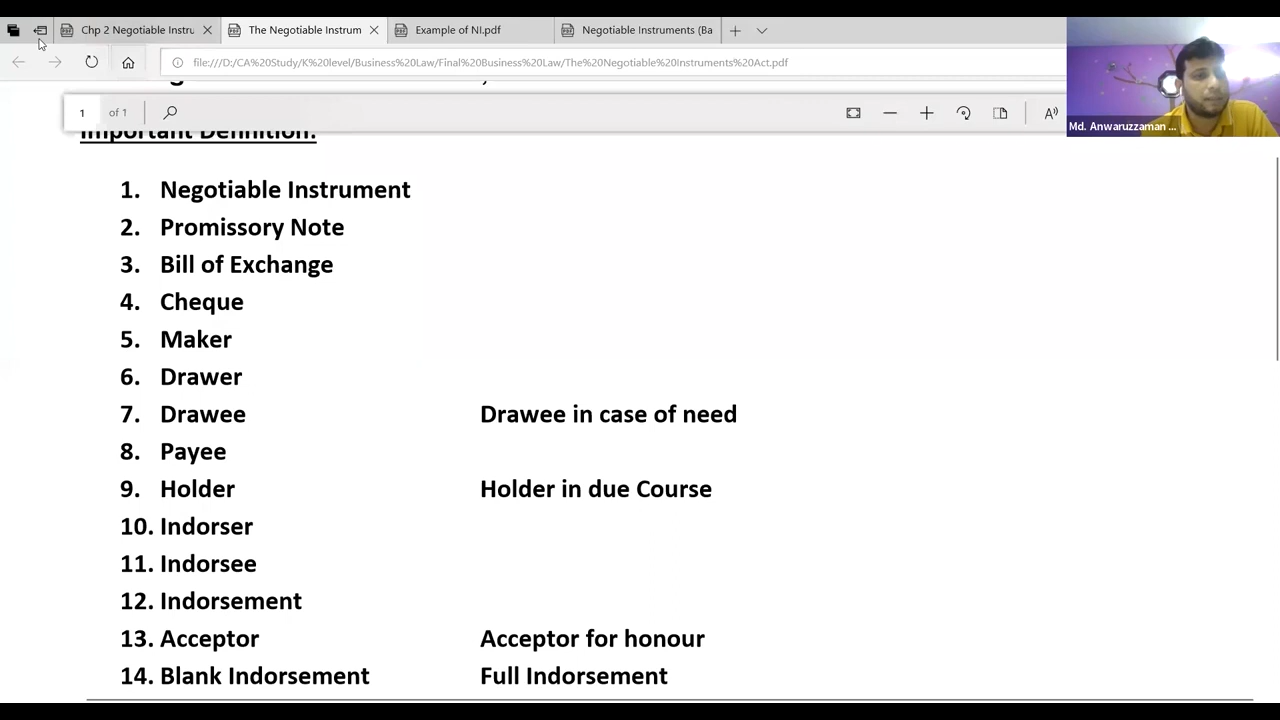 Chp 2 Negotiable Instru
The Negotiable Instrum
Example of NI.pdf
Negotiable Instruments (Ba
file:///D:/CA%20Study/K%20level/Business%20Law/Final%20Business%20Law/The%20Negotiable%20Instruments%20Act.pdf
1 of 1
Md. Anwaruzzaman ...
Important Definition:
1. Negotiable Instrument
2. Promissory Note
3. Bill of Exchange
4. Cheque
5. Maker
6. Drawer
7. Drawee Drawee in case of need
8. Payee
9. Holder Holder in due Course
10. Indorser
11. Indorsee
12. Indorsement
13. Acceptor Acceptor for honour
14. Blank Indorsement Full Indorsement